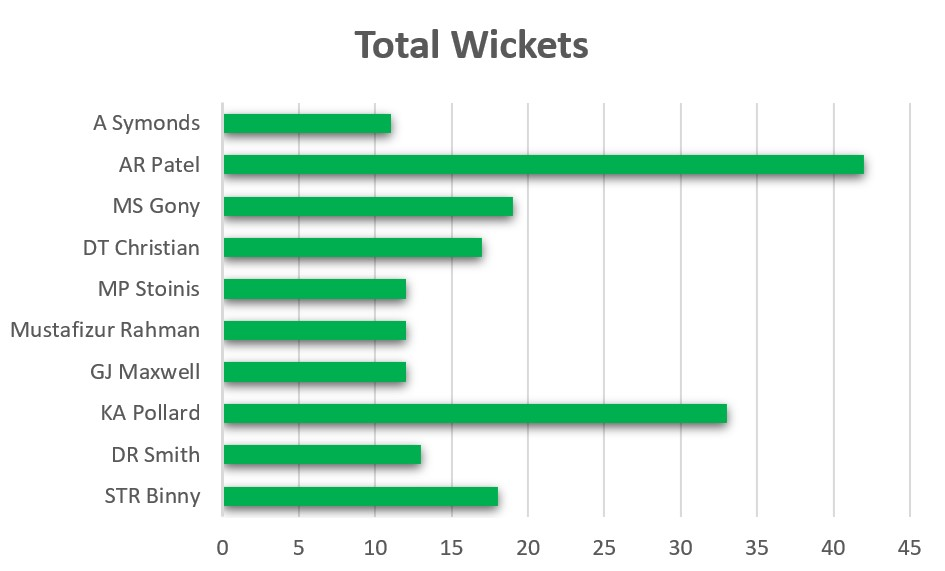 Total Wickets
A Symonds
AR Patel
MS Gony
DT Christian
MP Stoinis
Mustafizur Rahman
GJ Maxwell
KA Pollard
DR Smith
STR Binny
0 5 10 15 20 25 30 35 40 45